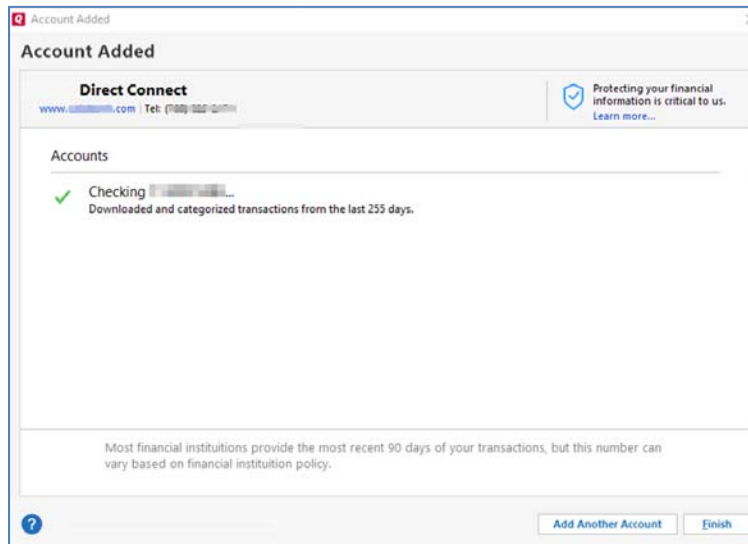 Account Added
Account Added
Direct Connect
www. .com | Tel: (
Protecting your financial
information is critical to us.
Learn more...
Accounts
Checking ...
Downloaded and categorized transactions from the last 255 days.
Most financial instituitions provide the most recent 90 days of your transactions, but this number can
vary based on financial instituition policy.
?
Add Another Account
Finish